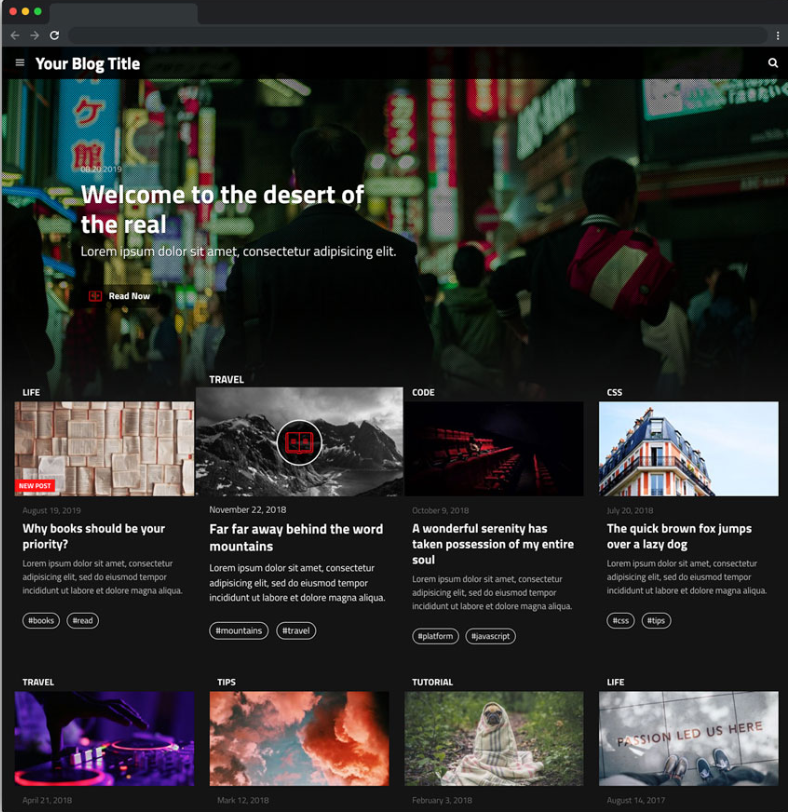 Your Blog Title
ケ
館
08.20.2019
Welcome to the desert of
the real
Lorem ipsum dolor sit amet, consectetur adipisicing elit.
Read Now
LIFE
NEW POST
August 19, 2019
Why books should be your
priority?
Lorem ipsum dolor sit amet, consectetur
adipisicing elit, sed do eiusmod tempor
incididunt ut labore et dolore magna aliqua.
#books
#read
TRAVEL
November 22, 2018
Far far away behind the word
mountains
Lorem ipsum dolor sit amet, consectetur
adipisicing elit, sed do eiusmod tempor
incididunt ut labore et dolore magna aliqua.
#mountains
#travel
CODE
October 9, 2018
A wonderful serenity has
taken possession of my entire
soul
Lorem ipsum dolor sit amet, consectetur
adipisicing elit, sed do eiusmod tempor
incididunt ut labore et dolore magna aliqua.
#platform
#javascript
CSS
July 20, 2018
The quick brown fox jumps
over a lazy dog
Lorem ipsum dolor sit amet, consectetur
adipisicing elit, sed do eiusmod tempor
incididunt ut labore et dolore magna aliqua.
#css
#tips
TRAVEL
April 21, 2018
TIPS
Mark 12, 2018
TUTORIAL
February 3, 2018
LIFE
PASSION LED US HERE
August 14, 2017